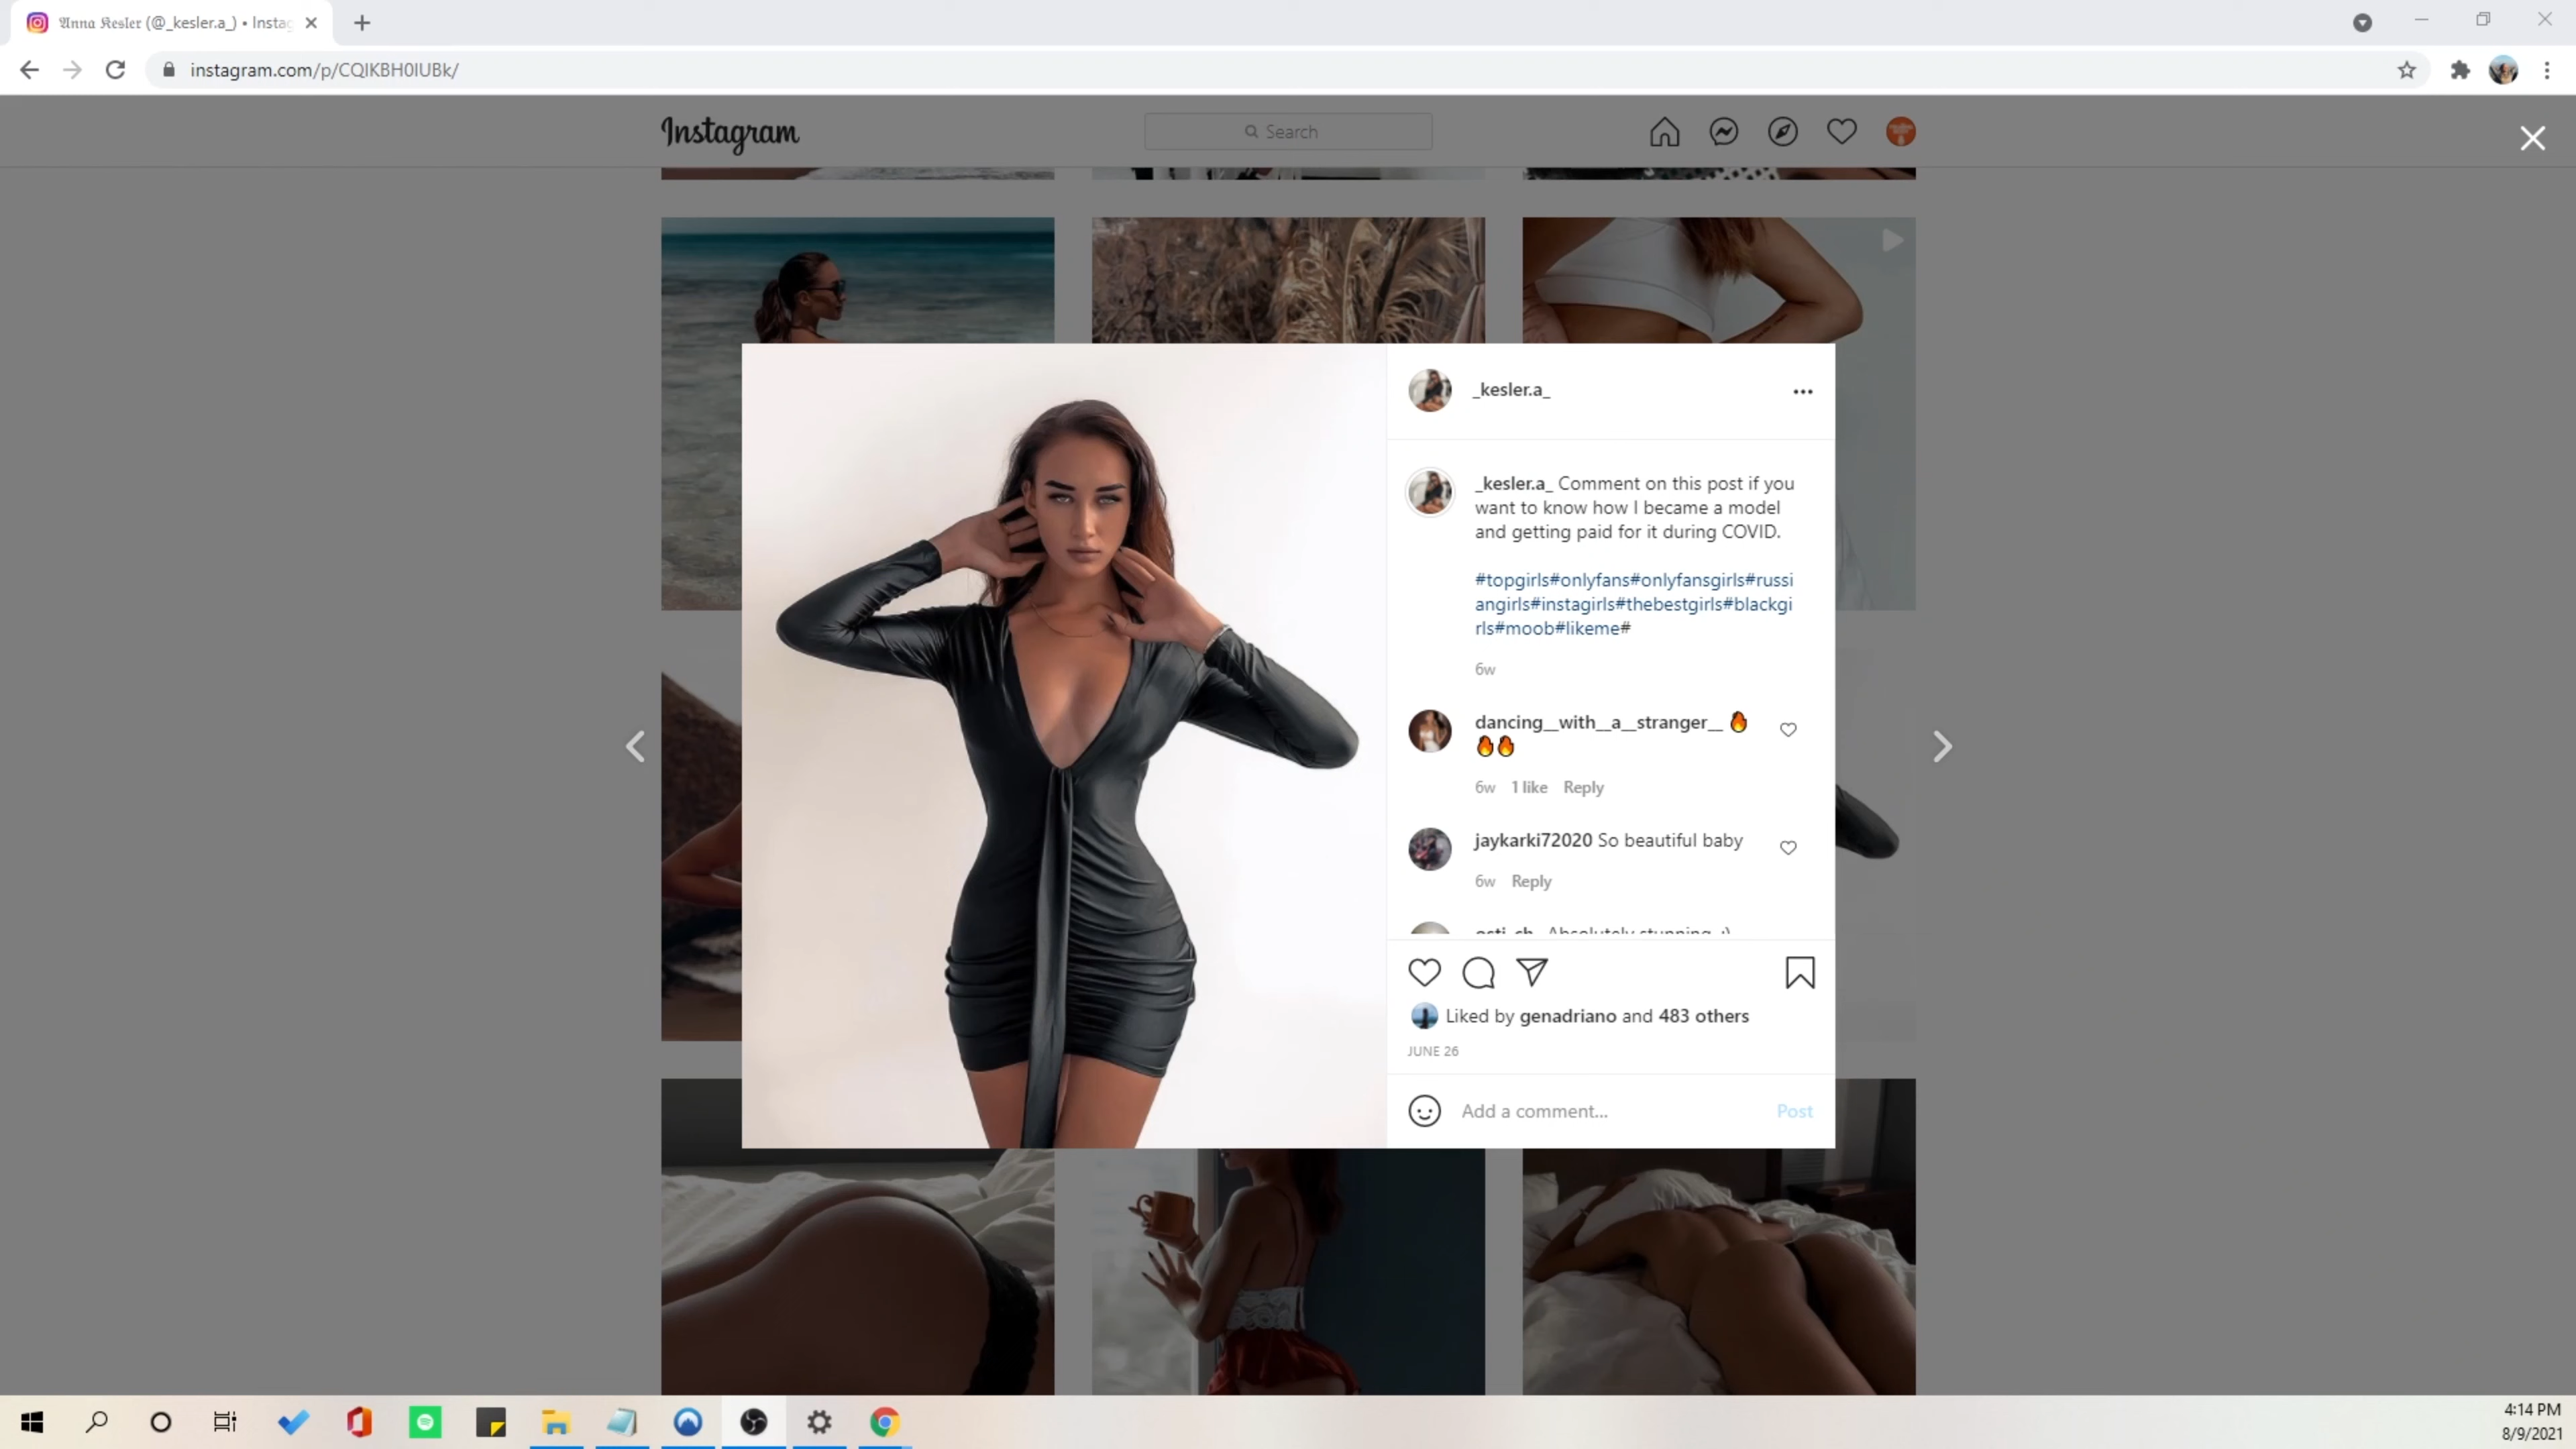 𝔄nna 𝔎esler (@_kesler.a_) • Insta
instagram.com/p/CQIKBH0IUBk/
Instagram
Search
_kesler.a_
_kesler.a_ Comment on this post if you
want to know how I became a model
and getting paid for it during COVID.
#topgirls#onlyfans#onlyfansgirls#russi
angirls#instagirls#thebestgirls#blackgi
rls#moob#likeme#
6w
dancing__with__a__stranger__ 🔥
🔥🔥
6w 1 like Reply
jaykarki72020 So beautiful baby
6w Reply
Absolutely stunning :)
Liked by genadriano and 483 others
JUNE 26
Add a comment...
Post
4:14 PM
8/9/2021